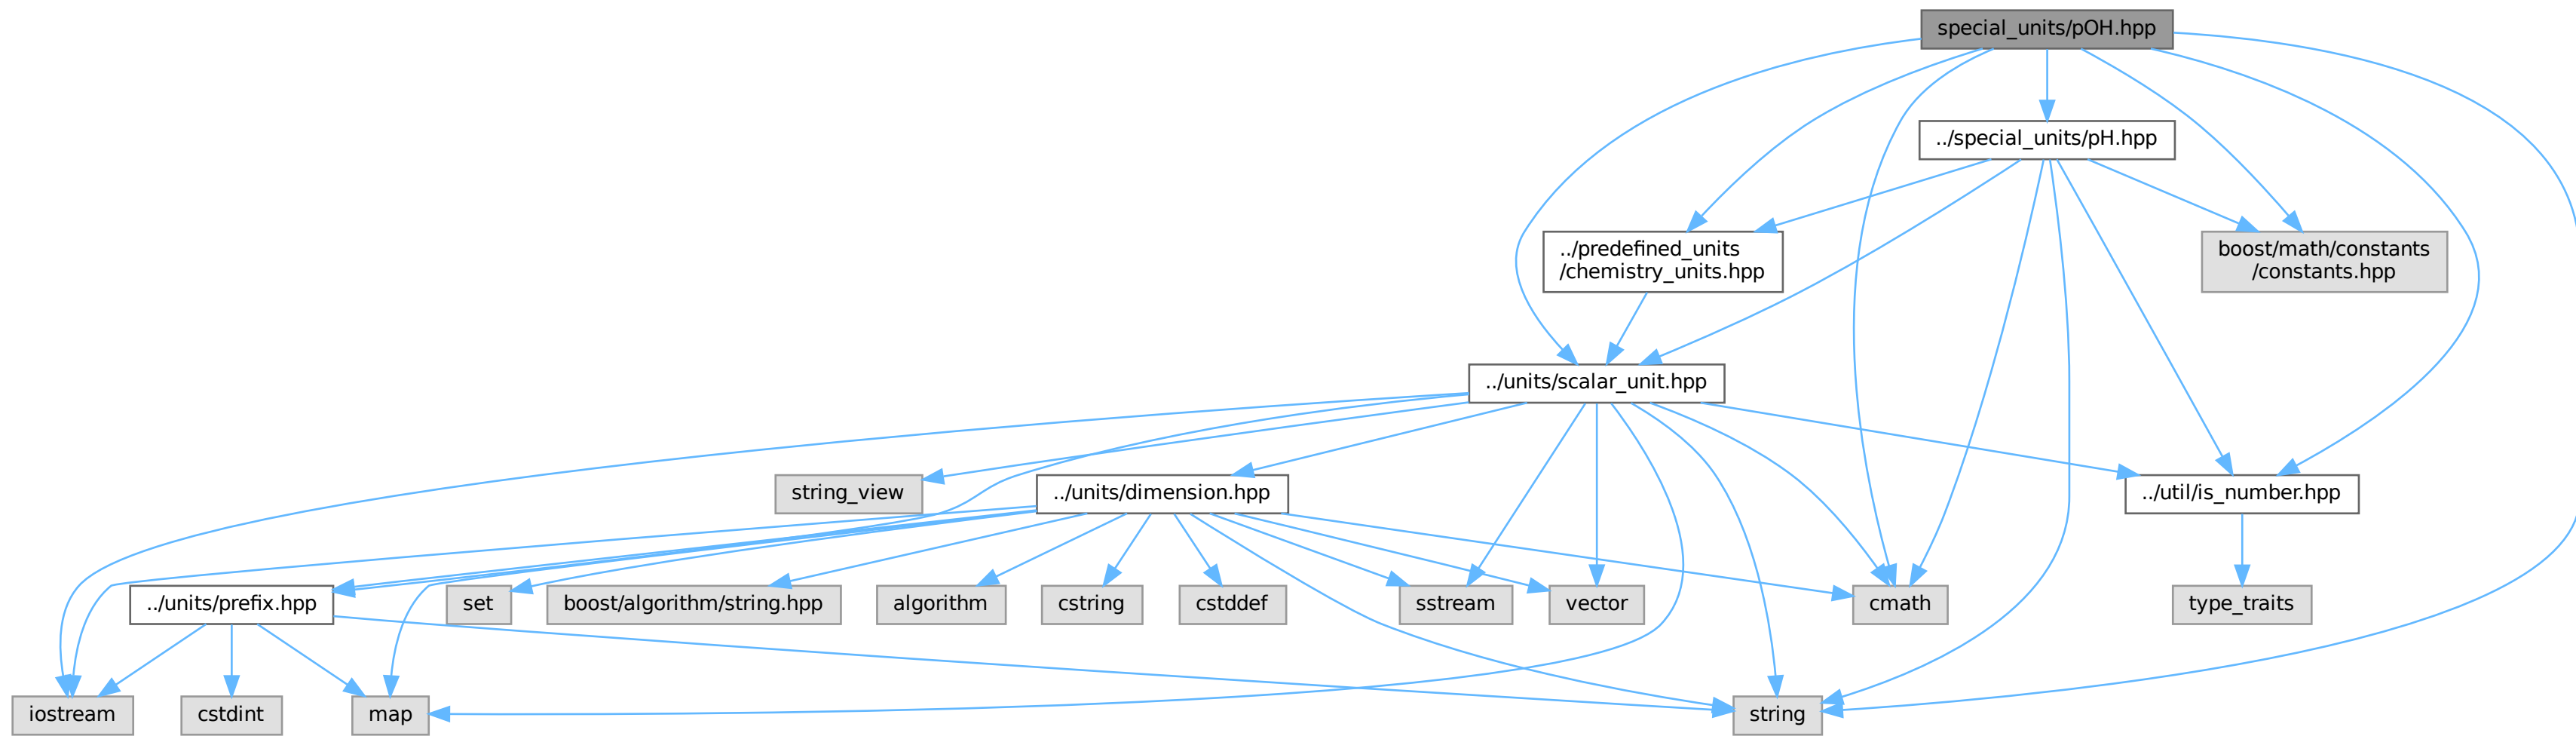 special_units/pOH.hpp
../special_units/pH.hpp
../predefined_units
/chemistry_units.hpp
boost/math/constants
/constants.hpp
../units/scalar_unit.hpp
string_view
../units/dimension.hpp
../util/is_number.hpp
../units/prefix.hpp
set
boost/algorithm/string.hpp
algorithm
cstring
cstddef
sstream
vector
cmath
type_traits
iostream
cstdint
map
string